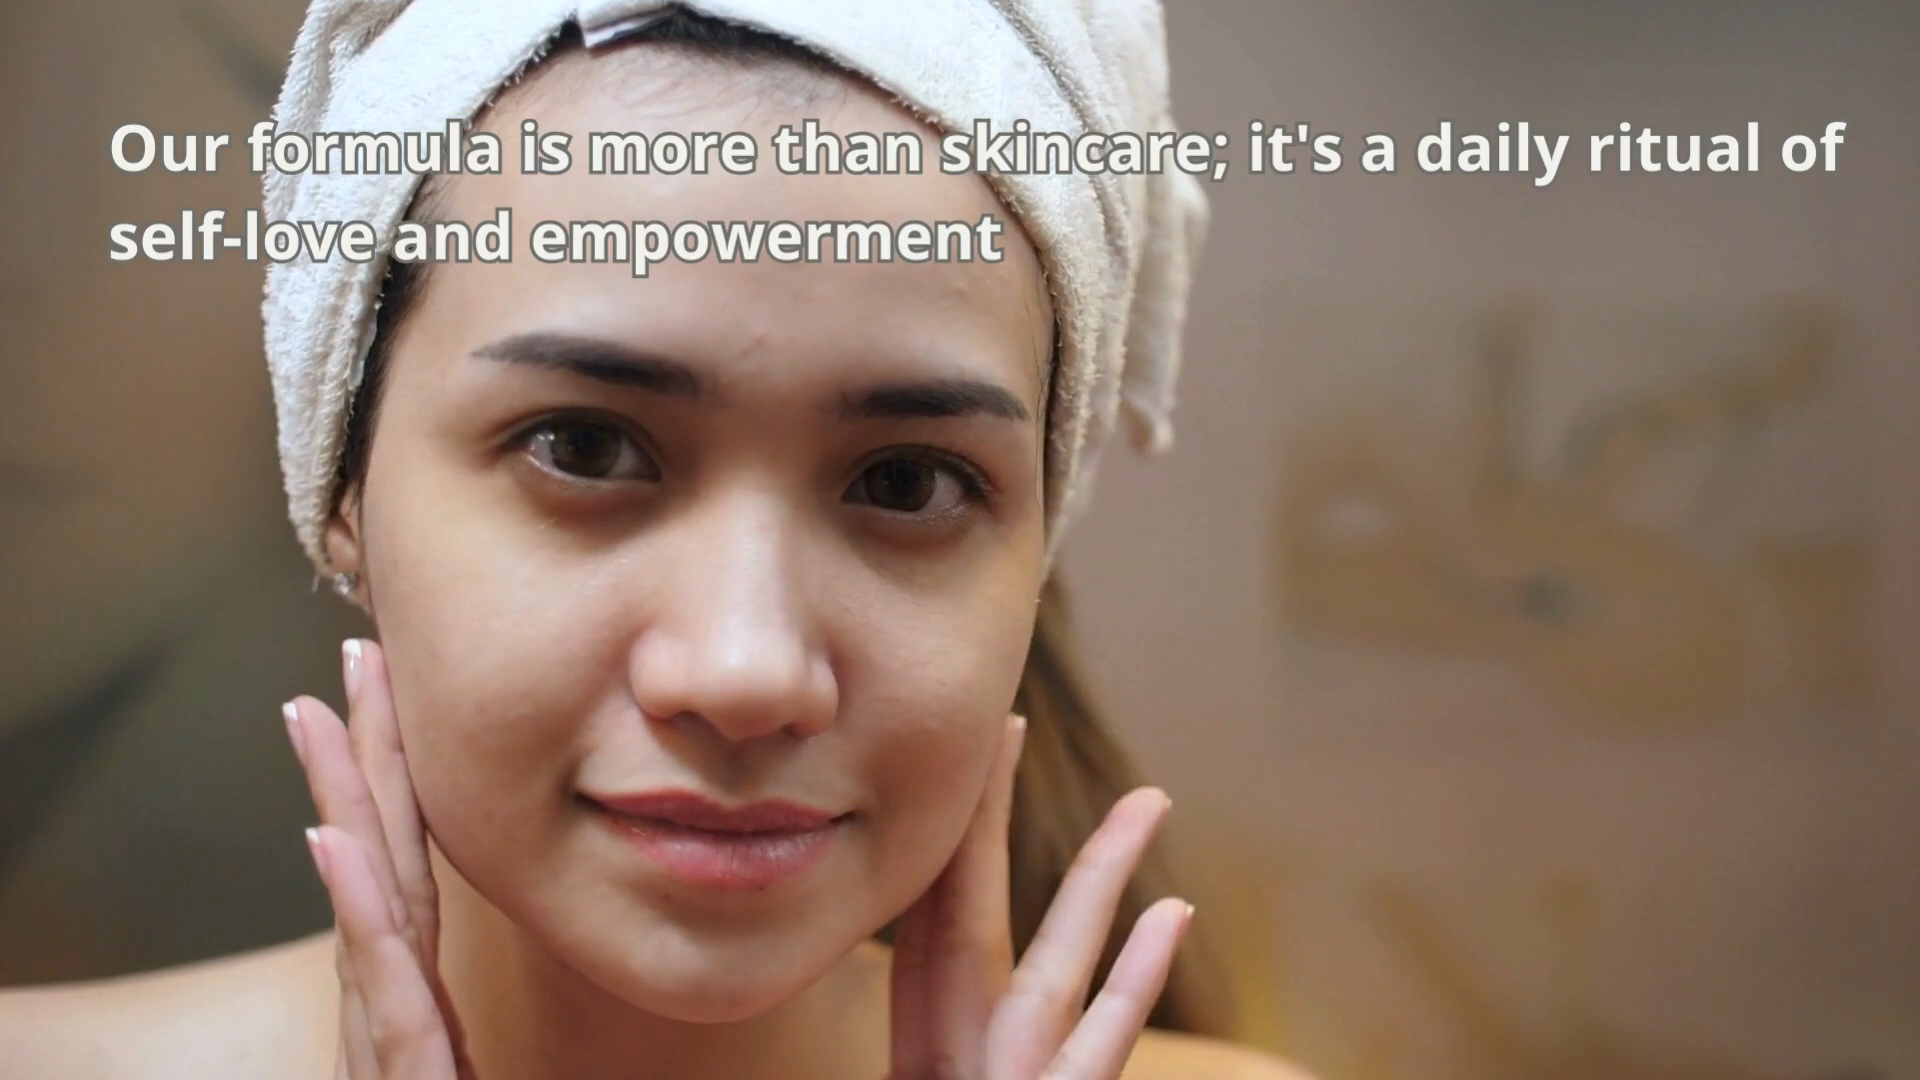 Our formula is more than skincare; it's a daily ritual of
self-love and empowerment